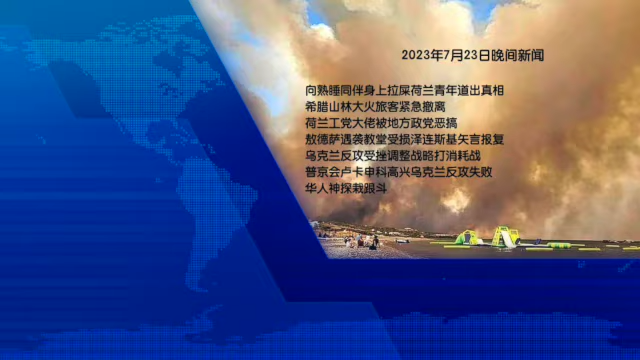 2023年7月23日晚间新闻
向熟睡同伴身上拉屎荷兰青年道出真相
希腊山林大火旅客紧急撤离
荷兰工党大佬被地方政党恶搞
敖德萨遇袭教堂受损泽连斯基矢言报复
乌克兰反攻受挫调整战略打消耗战
普京会卢卡申科高兴乌克兰反攻失败
华人神探栽跟斗